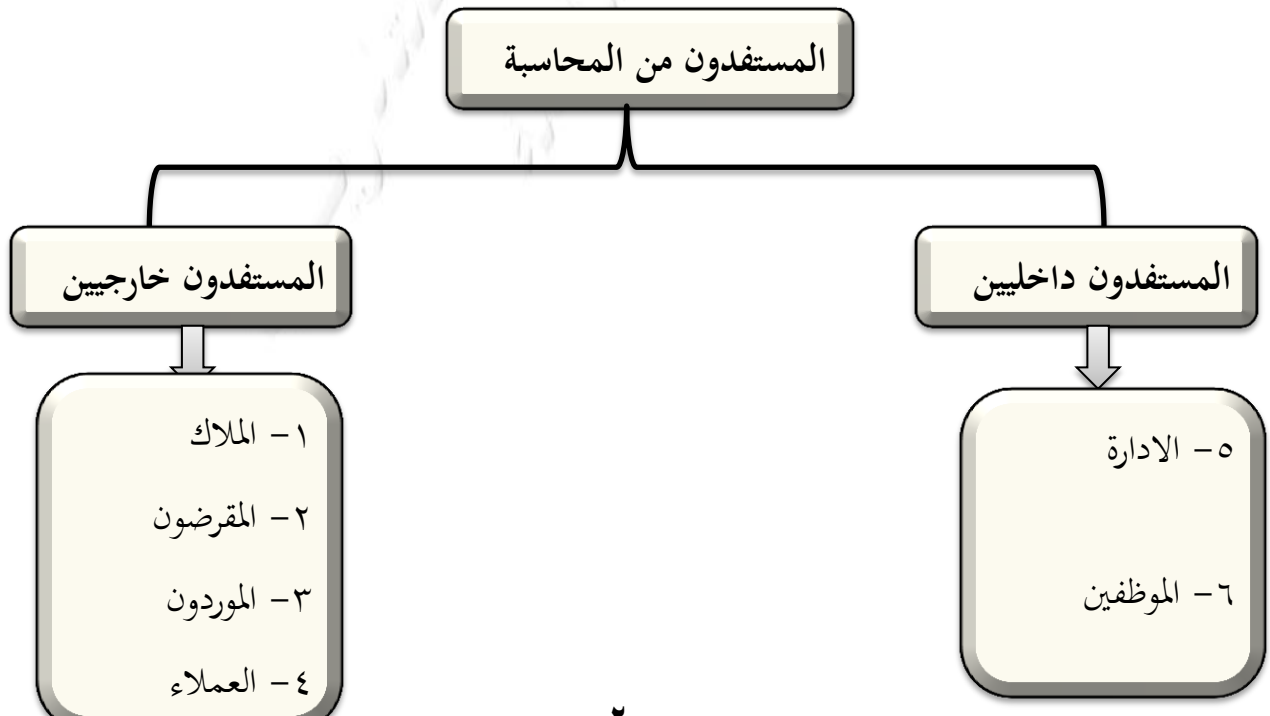 المستفدون من المحاسبة
المستفدون داخليين
المستفدون خارجيين
٥- الادارة
٦- الموظفين
١- الملاك
٢- المقرضون
٣- الموردون
٤- العملاء
٢